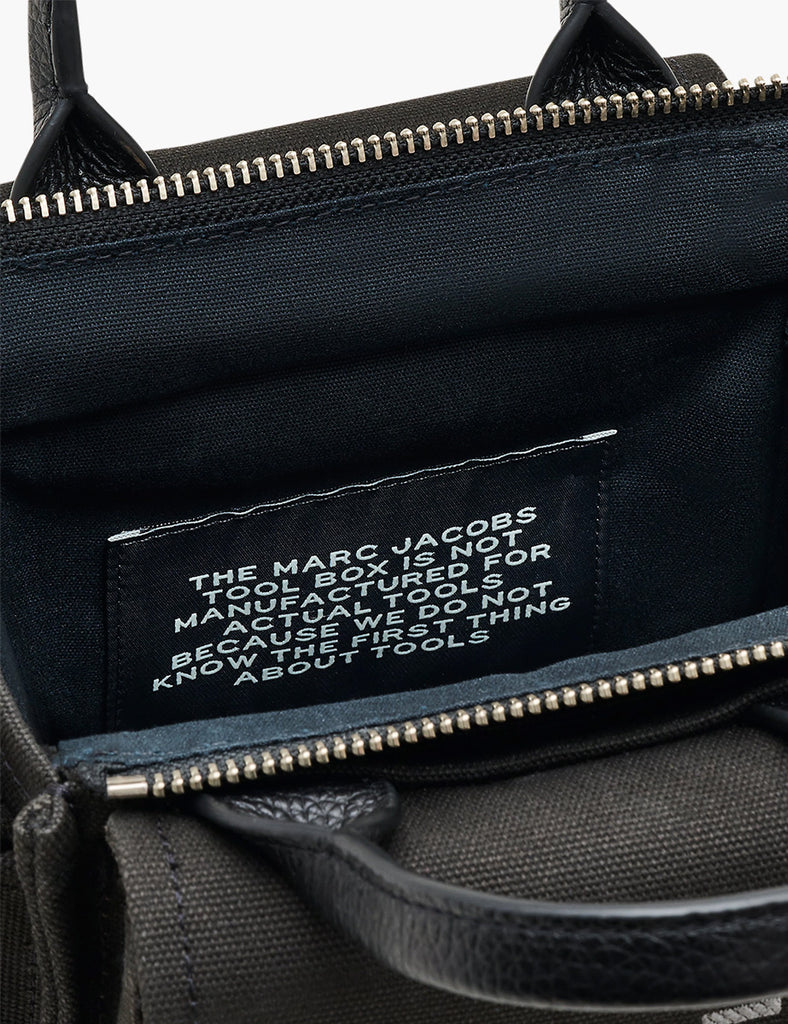 THE MARC JACOBS
TOOL BOX IS NOT
MANUFACTURED FOR
ACTUAL TOOLS
BECAUSE WE DO NOT
KNOW THE FIRST THING
ABOUT TOOLS